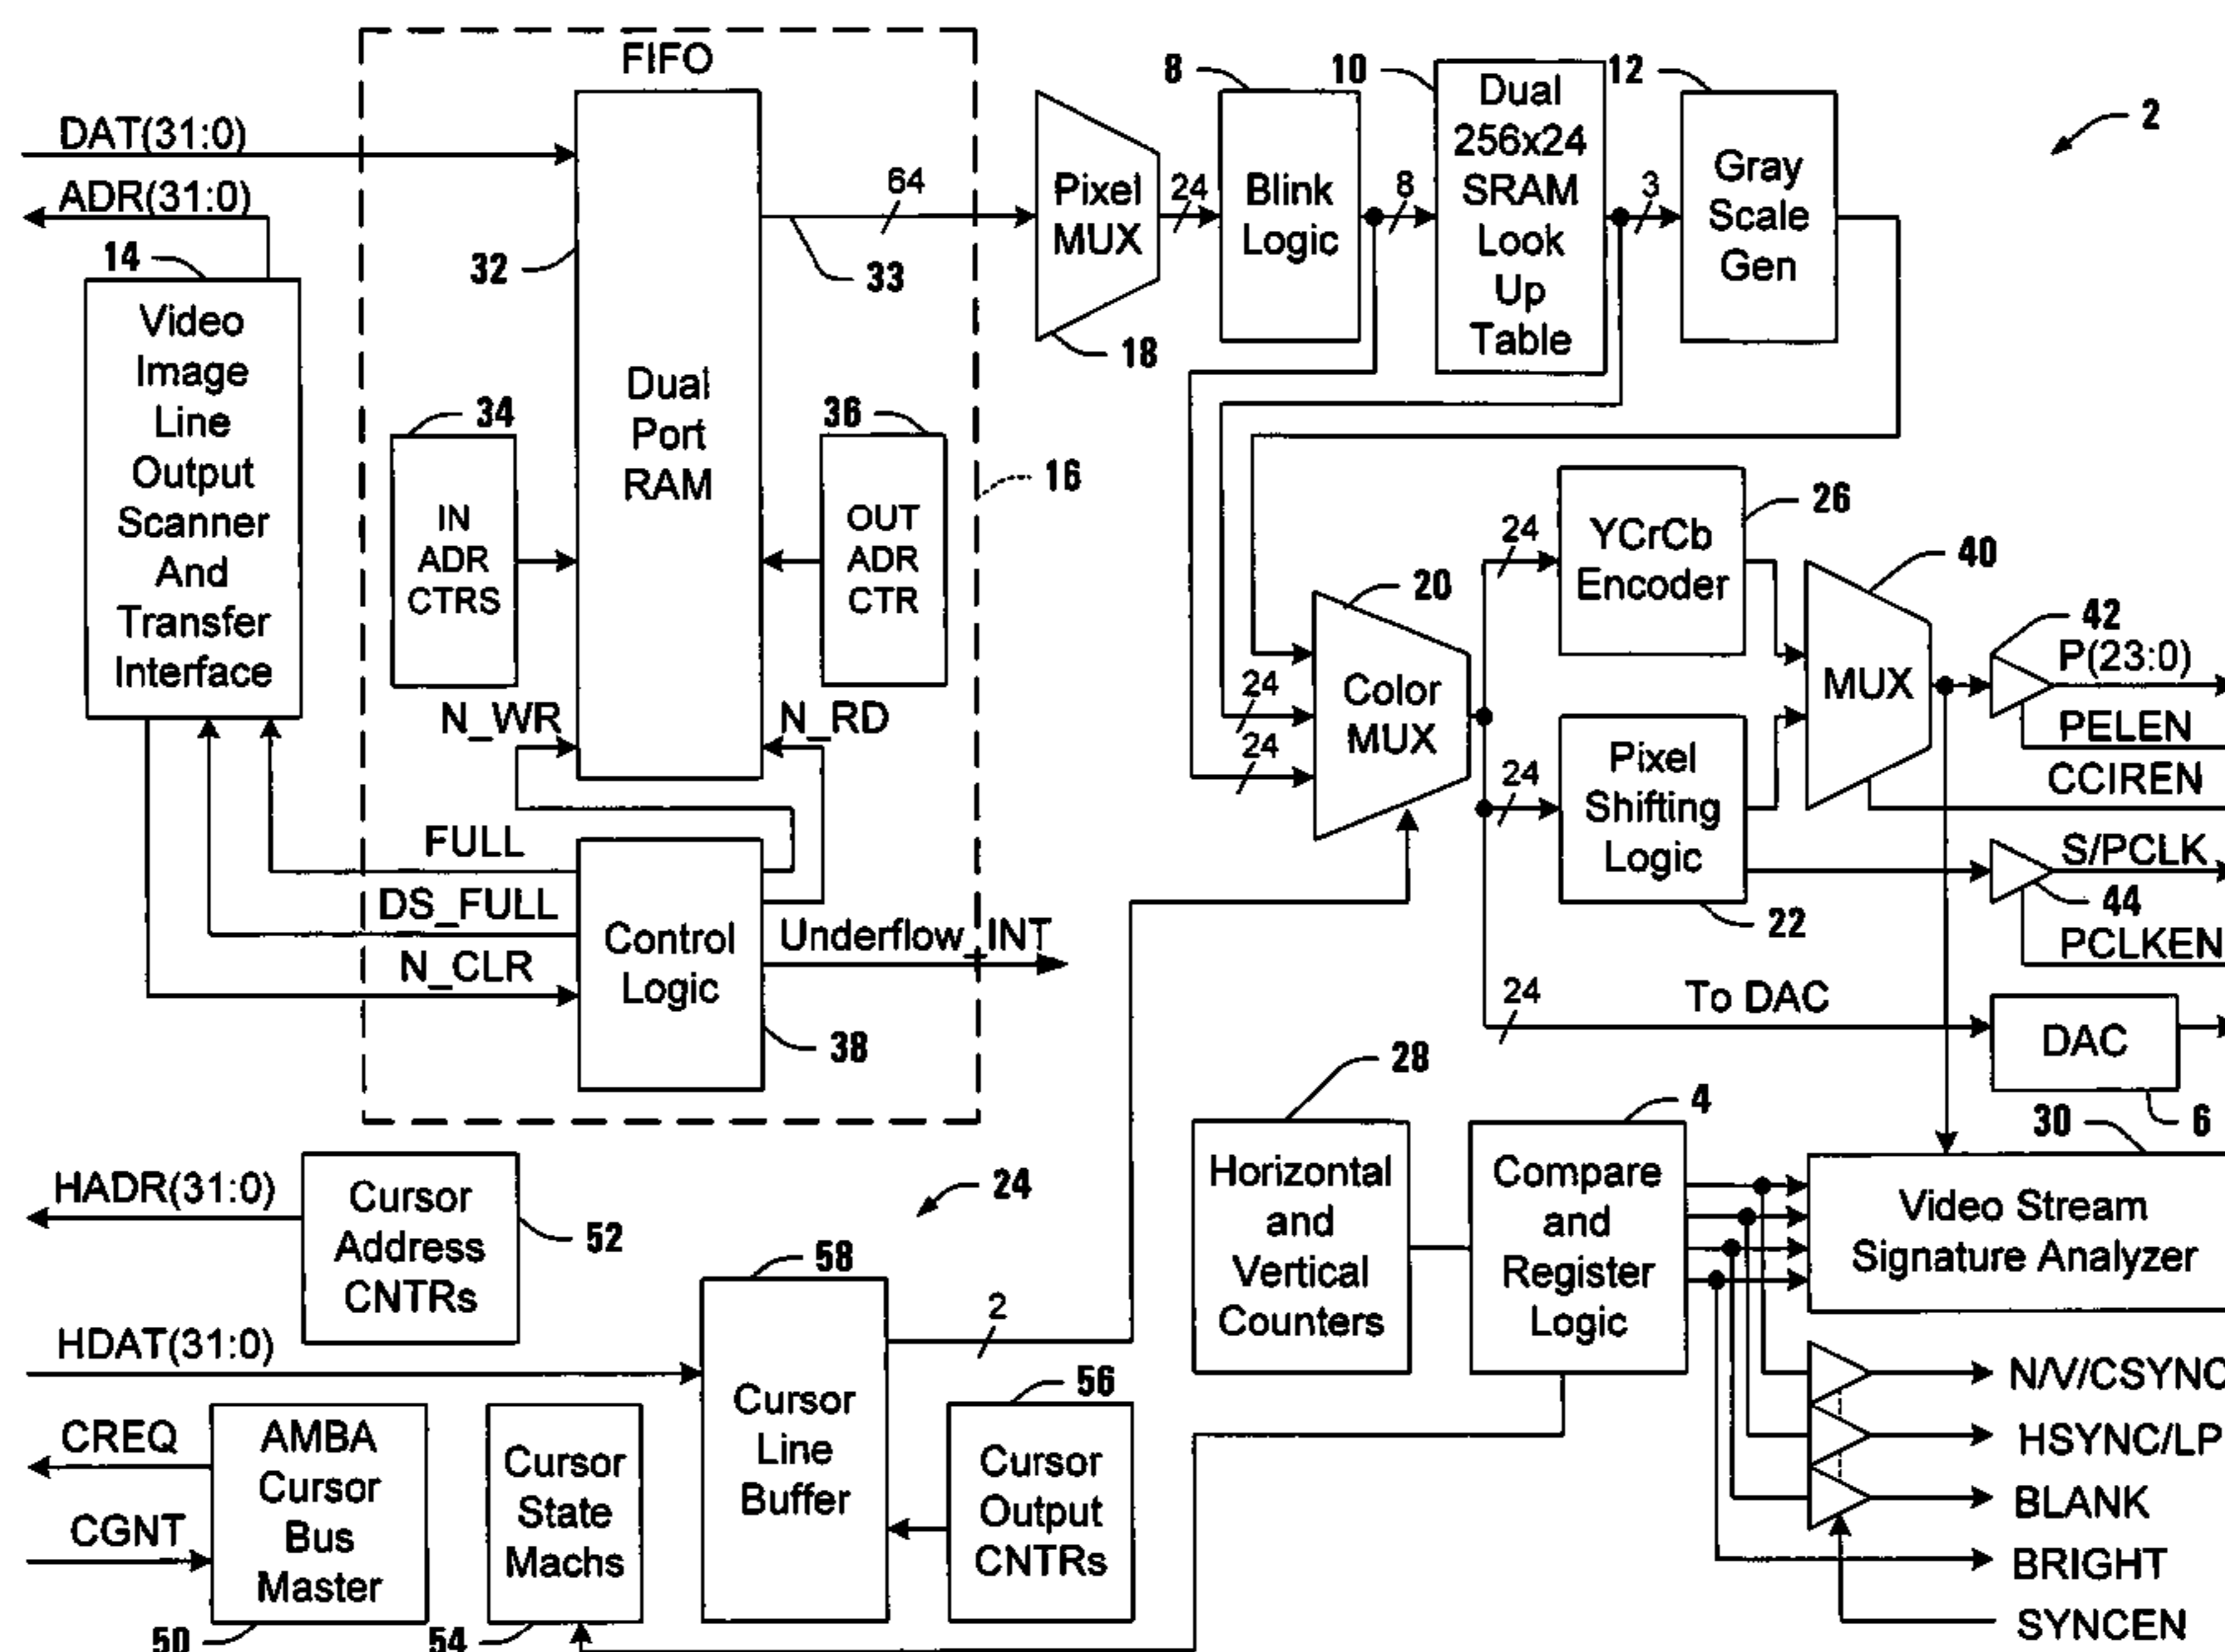 FIFO
DAT(31:0)
ADR(31:0)
14
Video
Image
Line
Output
Scanner
And
Transfer
Interface
32
Dual
Port
RAM
64
33
34
IN
ADR
CTRS
36
OUT
ADR
CTR
16
N_WR
N_RD
FULL
DS_FULL
N_CLR
Control
Logic
38
Underflow_INT
Pixel
MUX
18
24
8
Blink
Logic
8
10
Dual
256x24
SRAM
Look
Up
Table
3
12
Gray
Scale
Gen
2
24
24
20
Color
MUX
24
YCrCb
Encoder
26
24
Pixel
Shifting
Logic
22
40
MUX
42
P(23:0)
PELEN
CCIREN
S/PCLK
44
PCLKEN
24
To DAC
DAC
6
28
Horizontal
and
Vertical
Counters
4
Compare
and
Register
Logic
30
Video Stream
Signature Analyzer
N/V/CSYNC
HSYNC/LP
BLANK
BRIGHT
SYNCEN
HADR(31:0)
Cursor
Address
CNTRs
52
24
HDAT(31:0)
58
Cursor
Line
Buffer
2
CREQ
CGNT
AMBA
Cursor
Bus
Master
50
Cursor
State
Machs
54
56
Cursor
Output
CNTRs